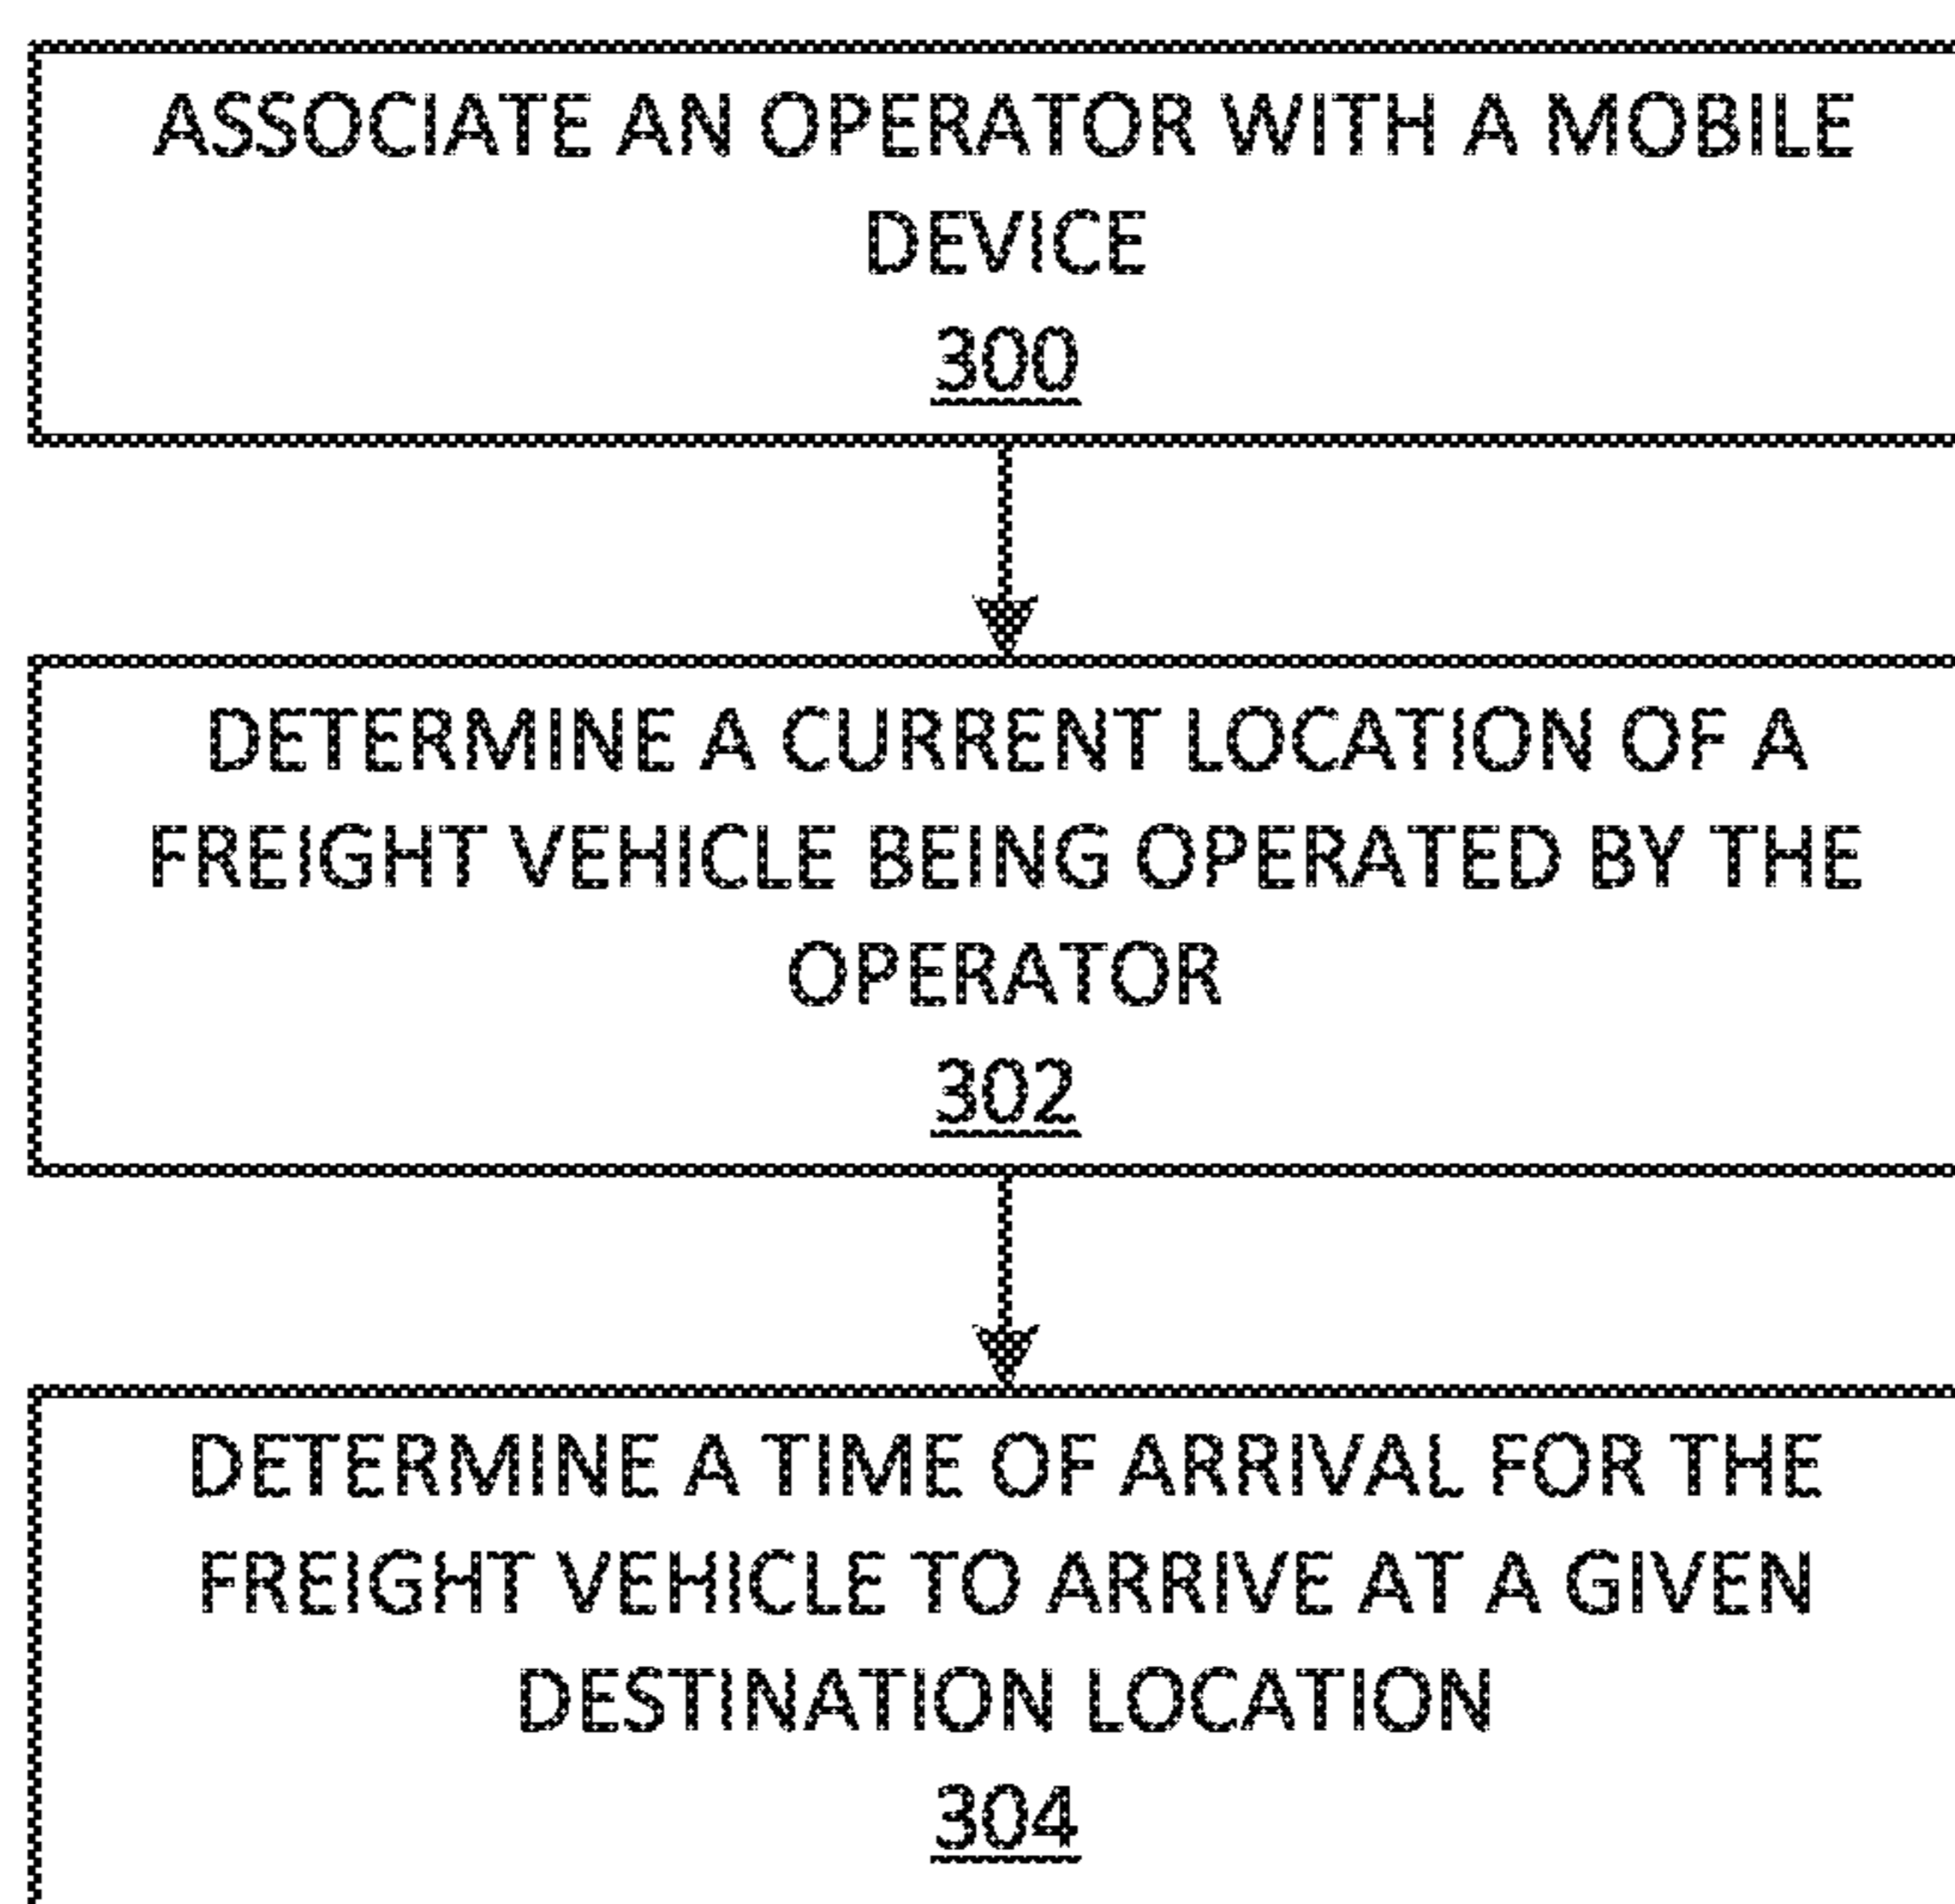 ASSOCIATE AN OPERATOR WITH A MOBILE
DEVICE
300
DETERMINE A CURRENT LOCATION OF A
FREIGHT VEHICLE BEING OPERATED BY THE
OPERATOR
302
DETERMINE A TIME OF ARRIVAL FOR THE
FREIGHT VEHICLE TO ARRIVE AT A GIVEN
DESTINATION LOCATION
304